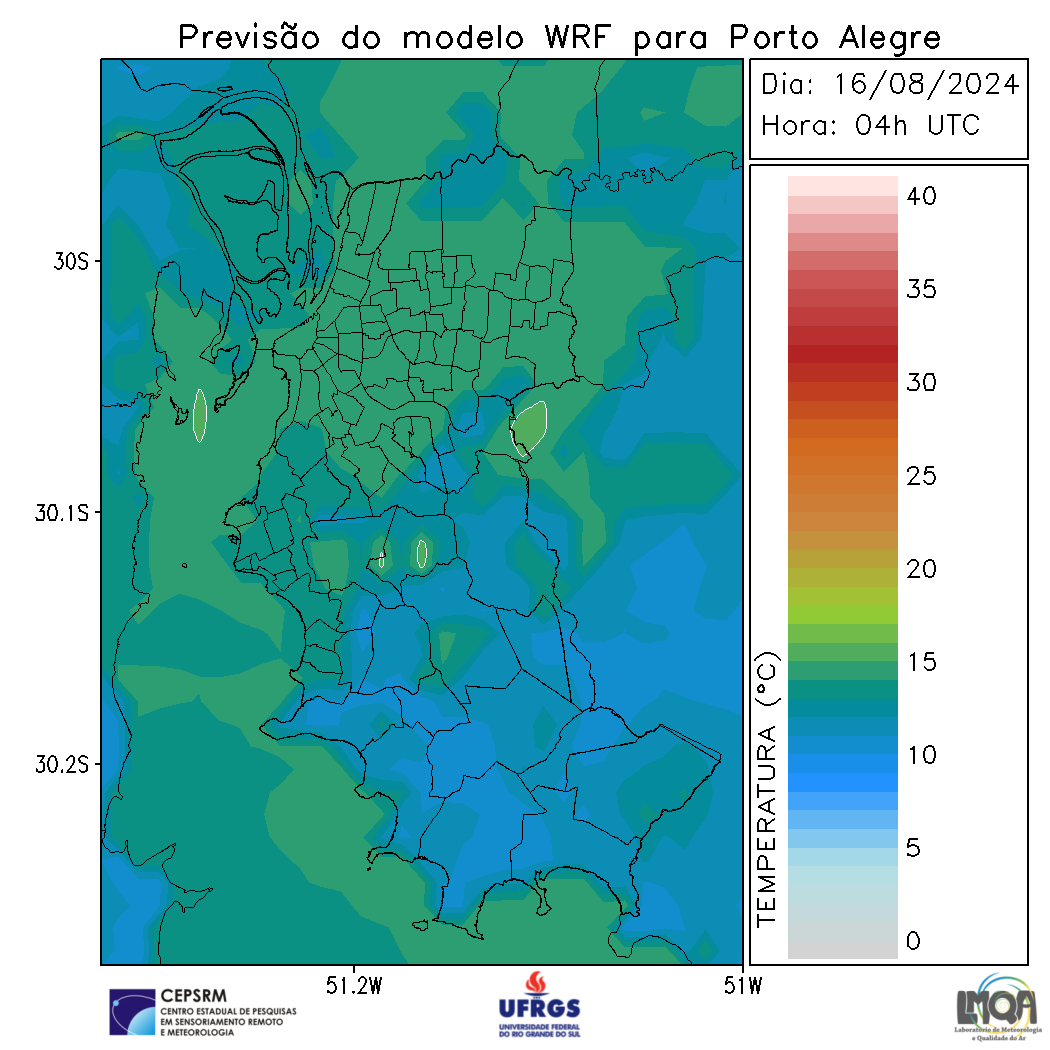 Previsão do modelo WRF para Porto Alegre
Dia: 16/08/2024
Hora: 04h UTC
40
35
30
25
20
15
10
5
0
TEMPERATURA (°C)
30S
30.1S
30.2S
51.2W
51W
CEPSRM
CENTRO ESTADUAL DE PESQUISAS
EM SENSORIAMENTO REMOTO
E METEOROLOGIA
UFRGS
UNIVERSIDADE FEDERAL
DO RIO GRANDE DO SUL
LMQA
Laboratório de Meteorologia
e Qualidade do Ar